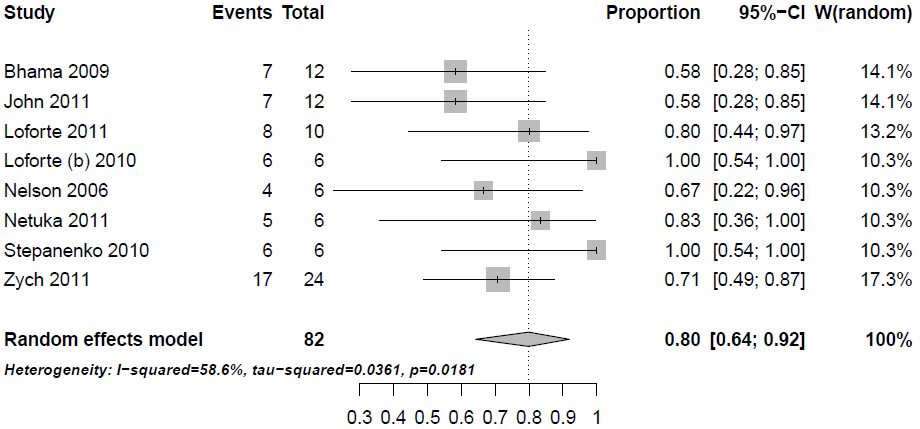 Study Events Total Proportion 95%−CI W(random)
Bhama 2009 7 12 0.58 [0.28; 0.85] 14.1%
John 2011 7 12 0.58 [0.28; 0.85] 14.1%
Loforte 2011 8 10 0.80 [0.44; 0.97] 13.2%
Loforte (b) 2010 6 6 1.00 [0.54; 1.00] 10.3%
Nelson 2006 4 6 0.67 [0.22; 0.96] 10.3%
Netuka 2011 5 6 0.83 [0.36; 1.00] 10.3%
Stepanenko 2010 6 6 1.00 [0.54; 1.00] 10.3%
Zych 2011 17 24 0.71 [0.49; 0.87] 17.3%
Random effects model 82 0.80 [0.64; 0.92] 100%
Heterogeneity: I−squared=58.6%, tau−squared=0.0361, p=0.0181
0.3 0.4 0.5 0.6 0.7 0.8 0.9 1